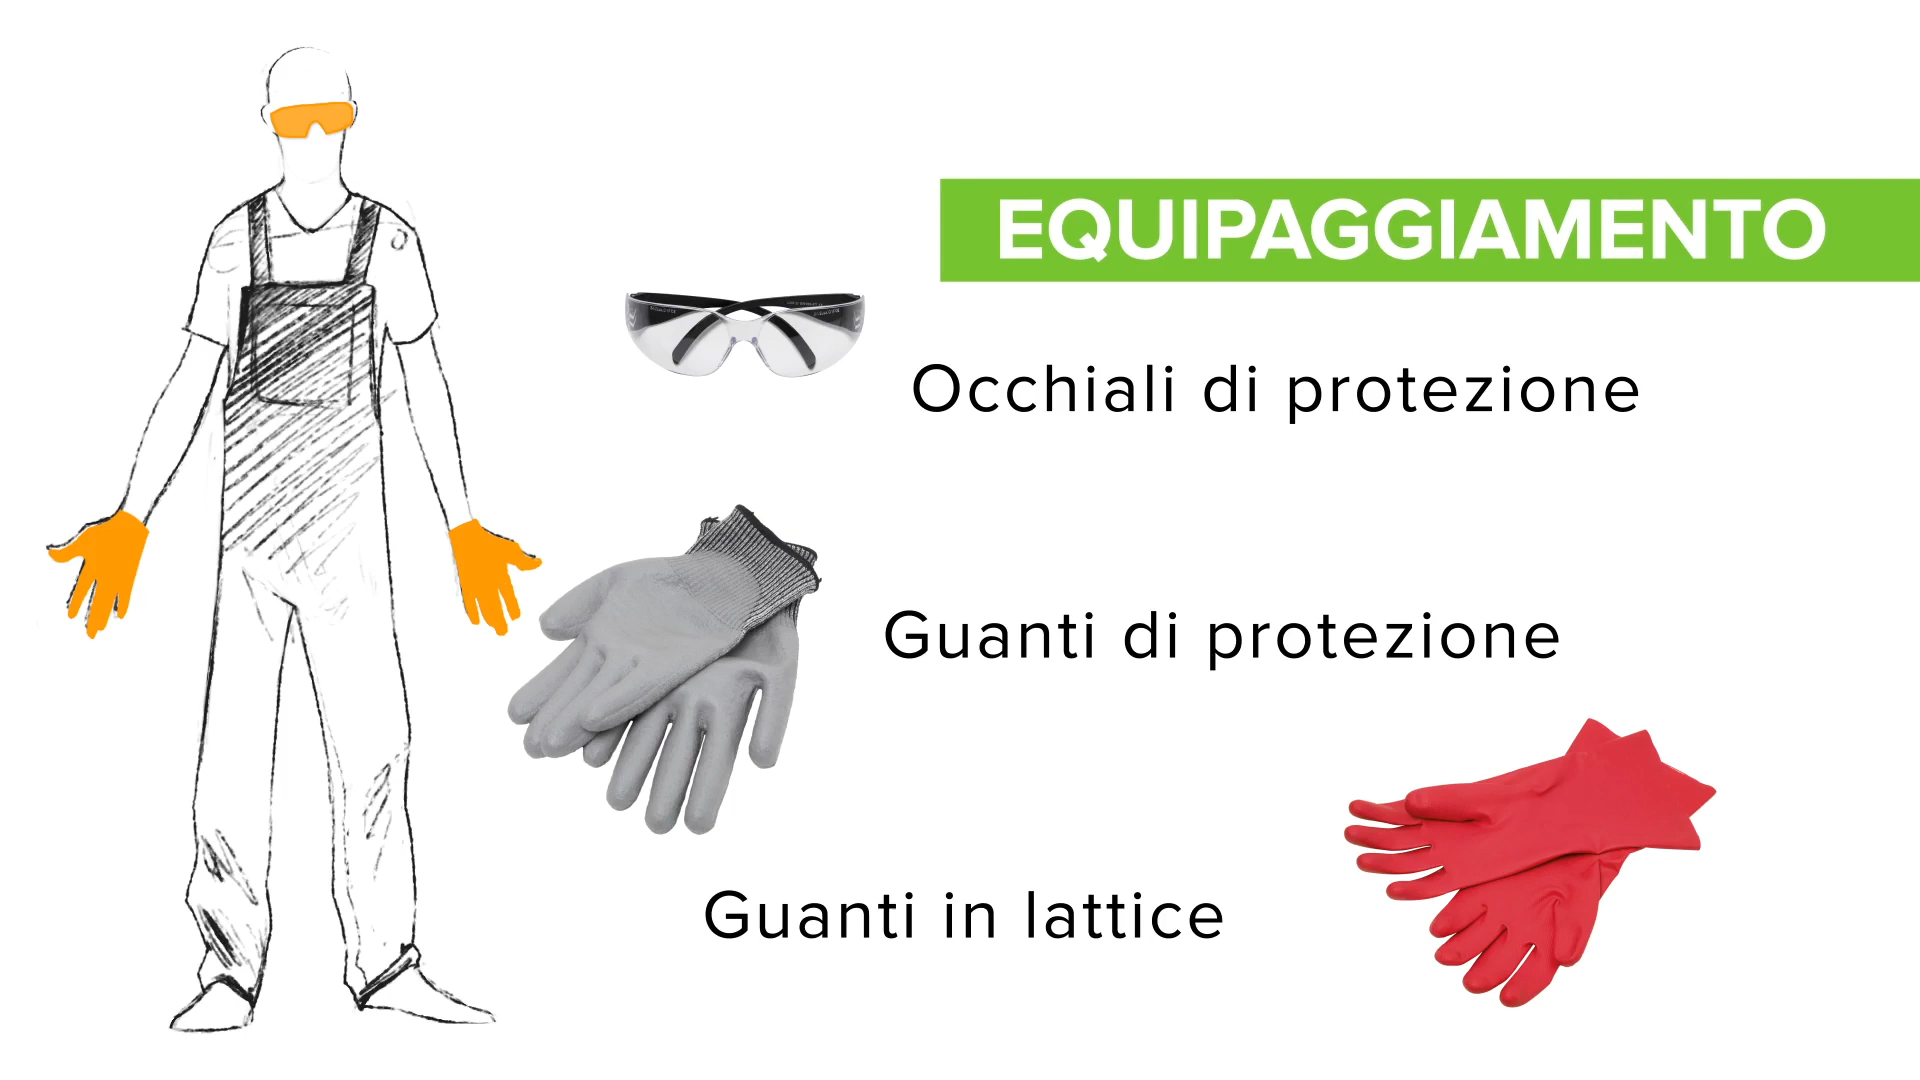 EQUIPAGGIAMENTO
Occhiali di protezione
Guanti di protezione
Guanti in lattice